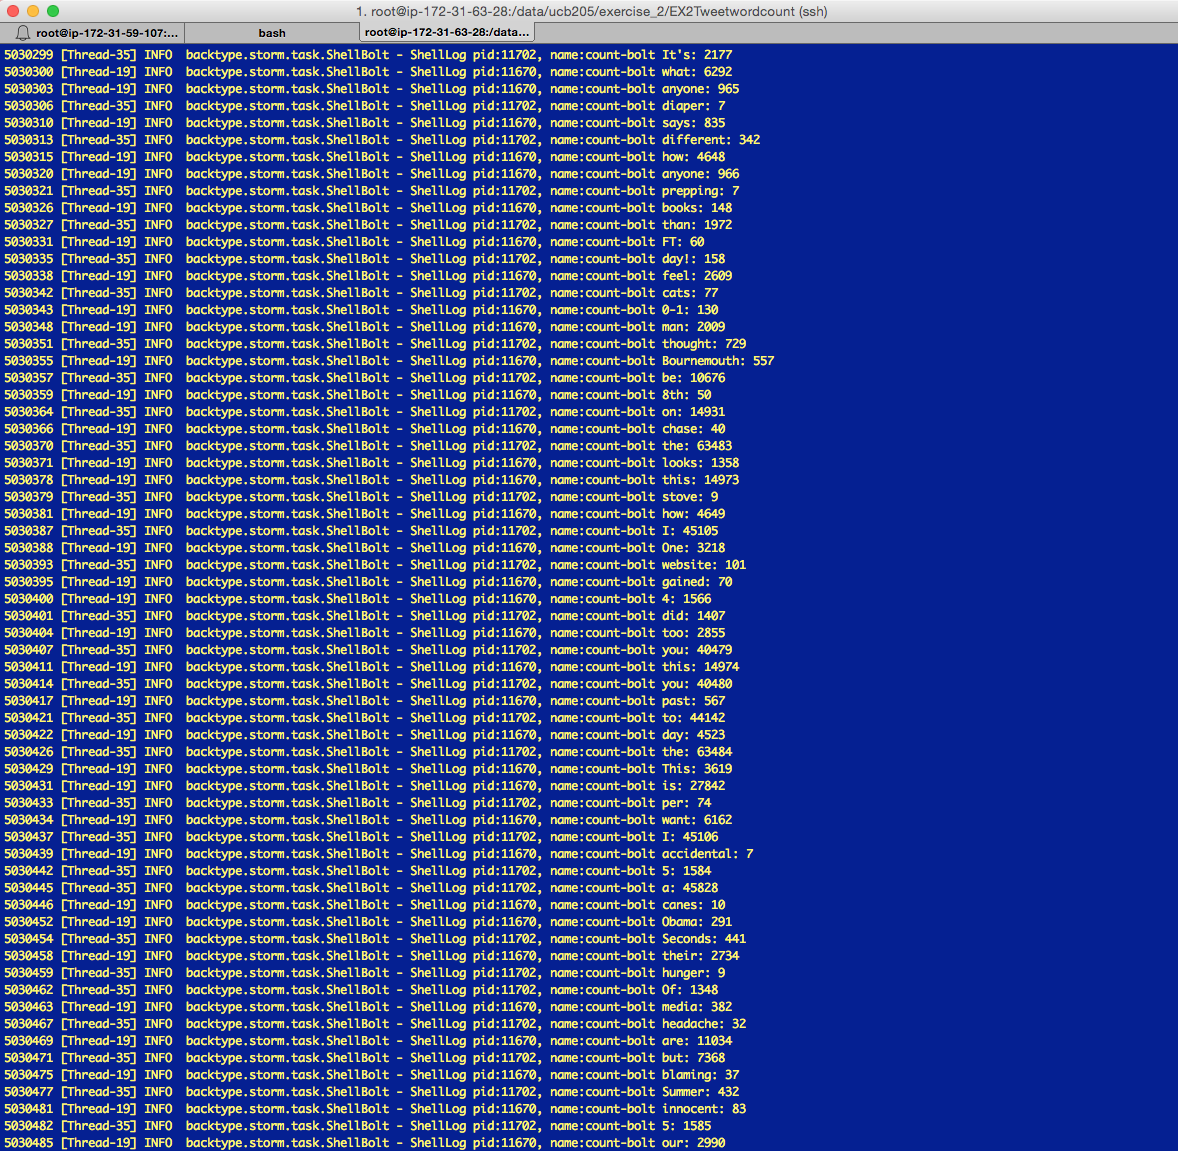 1. root@ip-172-31-63-28:/data/ucb205/exercise_2/EX2Tweetwordcount (ssh)
root@ip-172-31-59-107:... bash root@ip-172-31-63-28:/data...
5030299 [Thread-35] INFO  backtype.storm.task.ShellBolt - ShellLog pid:11702, name:count-bolt It's: 2177
5030300 [Thread-19] INFO  backtype.storm.task.ShellBolt - ShellLog pid:11670, name:count-bolt what: 6292
5030303 [Thread-19] INFO  backtype.storm.task.ShellBolt - ShellLog pid:11670, name:count-bolt anyone: 965
5030306 [Thread-35] INFO  backtype.storm.task.ShellBolt - ShellLog pid:11702, name:count-bolt diaper: 7
5030310 [Thread-19] INFO  backtype.storm.task.ShellBolt - ShellLog pid:11670, name:count-bolt says: 835
5030313 [Thread-35] INFO  backtype.storm.task.ShellBolt - ShellLog pid:11702, name:count-bolt different: 342
5030315 [Thread-19] INFO  backtype.storm.task.ShellBolt - ShellLog pid:11670, name:count-bolt how: 4648
5030320 [Thread-19] INFO  backtype.storm.task.ShellBolt - ShellLog pid:11670, name:count-bolt anyone: 966
5030321 [Thread-35] INFO  backtype.storm.task.ShellBolt - ShellLog pid:11702, name:count-bolt prepping: 7
5030326 [Thread-19] INFO  backtype.storm.task.ShellBolt - ShellLog pid:11670, name:count-bolt books: 148
5030327 [Thread-35] INFO  backtype.storm.task.ShellBolt - ShellLog pid:11702, name:count-bolt than: 1972
5030331 [Thread-19] INFO  backtype.storm.task.ShellBolt - ShellLog pid:11670, name:count-bolt FT: 60
5030335 [Thread-35] INFO  backtype.storm.task.ShellBolt - ShellLog pid:11702, name:count-bolt day!: 158
5030338 [Thread-19] INFO  backtype.storm.task.ShellBolt - ShellLog pid:11670, name:count-bolt feel: 2609
5030342 [Thread-35] INFO  backtype.storm.task.ShellBolt - ShellLog pid:11702, name:count-bolt cats: 77
5030343 [Thread-19] INFO  backtype.storm.task.ShellBolt - ShellLog pid:11670, name:count-bolt 0-1: 130
5030348 [Thread-19] INFO  backtype.storm.task.ShellBolt - ShellLog pid:11670, name:count-bolt man: 2009
5030351 [Thread-35] INFO  backtype.storm.task.ShellBolt - ShellLog pid:11702, name:count-bolt thought: 729
5030355 [Thread-19] INFO  backtype.storm.task.ShellBolt - ShellLog pid:11670, name:count-bolt Bournemouth: 557
5030357 [Thread-35] INFO  backtype.storm.task.ShellBolt - ShellLog pid:11702, name:count-bolt be: 10676
5030359 [Thread-19] INFO  backtype.storm.task.ShellBolt - ShellLog pid:11670, name:count-bolt 8th: 50
5030364 [Thread-35] INFO  backtype.storm.task.ShellBolt - ShellLog pid:11702, name:count-bolt on: 14931
5030366 [Thread-19] INFO  backtype.storm.task.ShellBolt - ShellLog pid:11670, name:count-bolt chase: 40
5030370 [Thread-35] INFO  backtype.storm.task.ShellBolt - ShellLog pid:11702, name:count-bolt the: 63483
5030371 [Thread-19] INFO  backtype.storm.task.ShellBolt - ShellLog pid:11670, name:count-bolt looks: 1358
5030378 [Thread-19] INFO  backtype.storm.task.ShellBolt - ShellLog pid:11670, name:count-bolt this: 14973
5030379 [Thread-35] INFO  backtype.storm.task.ShellBolt - ShellLog pid:11702, name:count-bolt stove: 9
5030381 [Thread-19] INFO  backtype.storm.task.ShellBolt - ShellLog pid:11670, name:count-bolt how: 4649
5030387 [Thread-35] INFO  backtype.storm.task.ShellBolt - ShellLog pid:11702, name:count-bolt I: 45105
5030388 [Thread-19] INFO  backtype.storm.task.ShellBolt - ShellLog pid:11670, name:count-bolt One: 3218
5030393 [Thread-35] INFO  backtype.storm.task.ShellBolt - ShellLog pid:11702, name:count-bolt website: 101
5030395 [Thread-19] INFO  backtype.storm.task.ShellBolt - ShellLog pid:11670, name:count-bolt gained: 70
5030400 [Thread-19] INFO  backtype.storm.task.ShellBolt - ShellLog pid:11670, name:count-bolt 4: 1566
5030401 [Thread-35] INFO  backtype.storm.task.ShellBolt - ShellLog pid:11702, name:count-bolt did: 1407
5030404 [Thread-19] INFO  backtype.storm.task.ShellBolt - ShellLog pid:11670, name:count-bolt too: 2855
5030407 [Thread-35] INFO  backtype.storm.task.ShellBolt - ShellLog pid:11702, name:count-bolt you: 40479
5030411 [Thread-19] INFO  backtype.storm.task.ShellBolt - ShellLog pid:11670, name:count-bolt this: 14974
5030414 [Thread-35] INFO  backtype.storm.task.ShellBolt - ShellLog pid:11702, name:count-bolt you: 40480
5030417 [Thread-19] INFO  backtype.storm.task.ShellBolt - ShellLog pid:11670, name:count-bolt past: 567
5030421 [Thread-35] INFO  backtype.storm.task.ShellBolt - ShellLog pid:11702, name:count-bolt to: 44142
5030422 [Thread-19] INFO  backtype.storm.task.ShellBolt - ShellLog pid:11670, name:count-bolt day: 4523
5030426 [Thread-35] INFO  backtype.storm.task.ShellBolt - ShellLog pid:11702, name:count-bolt the: 63484
5030429 [Thread-19] INFO  backtype.storm.task.ShellBolt - ShellLog pid:11670, name:count-bolt This: 3619
5030431 [Thread-19] INFO  backtype.storm.task.ShellBolt - ShellLog pid:11670, name:count-bolt is: 27842
5030433 [Thread-35] INFO  backtype.storm.task.ShellBolt - ShellLog pid:11702, name:count-bolt per: 74
5030434 [Thread-19] INFO  backtype.storm.task.ShellBolt - ShellLog pid:11670, name:count-bolt want: 6162
5030437 [Thread-35] INFO  backtype.storm.task.ShellBolt - ShellLog pid:11702, name:count-bolt I: 45106
5030439 [Thread-19] INFO  backtype.storm.task.ShellBolt - ShellLog pid:11670, name:count-bolt accidental: 7
5030442 [Thread-35] INFO  backtype.storm.task.ShellBolt - ShellLog pid:11702, name:count-bolt 5: 1584
5030445 [Thread-35] INFO  backtype.storm.task.ShellBolt - ShellLog pid:11702, name:count-bolt a: 45828
5030446 [Thread-19] INFO  backtype.storm.task.ShellBolt - ShellLog pid:11670, name:count-bolt canes: 10
5030452 [Thread-19] INFO  backtype.storm.task.ShellBolt - ShellLog pid:11670, name:count-bolt Obama: 291
5030454 [Thread-35] INFO  backtype.storm.task.ShellBolt - ShellLog pid:11702, name:count-bolt Seconds: 441
5030458 [Thread-19] INFO  backtype.storm.task.ShellBolt - ShellLog pid:11670, name:count-bolt their: 2734
5030459 [Thread-35] INFO  backtype.storm.task.ShellBolt - ShellLog pid:11702, name:count-bolt hunger: 9
5030462 [Thread-35] INFO  backtype.storm.task.ShellBolt - ShellLog pid:11702, name:count-bolt Of: 1348
5030463 [Thread-19] INFO  backtype.storm.task.ShellBolt - ShellLog pid:11670, name:count-bolt media: 382
5030467 [Thread-35] INFO  backtype.storm.task.ShellBolt - ShellLog pid:11702, name:count-bolt headache: 32
5030469 [Thread-19] INFO  backtype.storm.task.ShellBolt - ShellLog pid:11670, name:count-bolt are: 11034
5030471 [Thread-35] INFO  backtype.storm.task.ShellBolt - ShellLog pid:11702, name:count-bolt but: 7368
5030475 [Thread-19] INFO  backtype.storm.task.ShellBolt - ShellLog pid:11670, name:count-bolt blaming: 37
5030477 [Thread-35] INFO  backtype.storm.task.ShellBolt - ShellLog pid:11702, name:count-bolt Summer: 432
5030481 [Thread-19] INFO  backtype.storm.task.ShellBolt - ShellLog pid:11670, name:count-bolt innocent: 83
5030482 [Thread-35] INFO  backtype.storm.task.ShellBolt - ShellLog pid:11702, name:count-bolt 5: 1585
5030485 [Thread-19] INFO  backtype.storm.task.ShellBolt - ShellLog pid:11670, name:count-bolt our: 2990